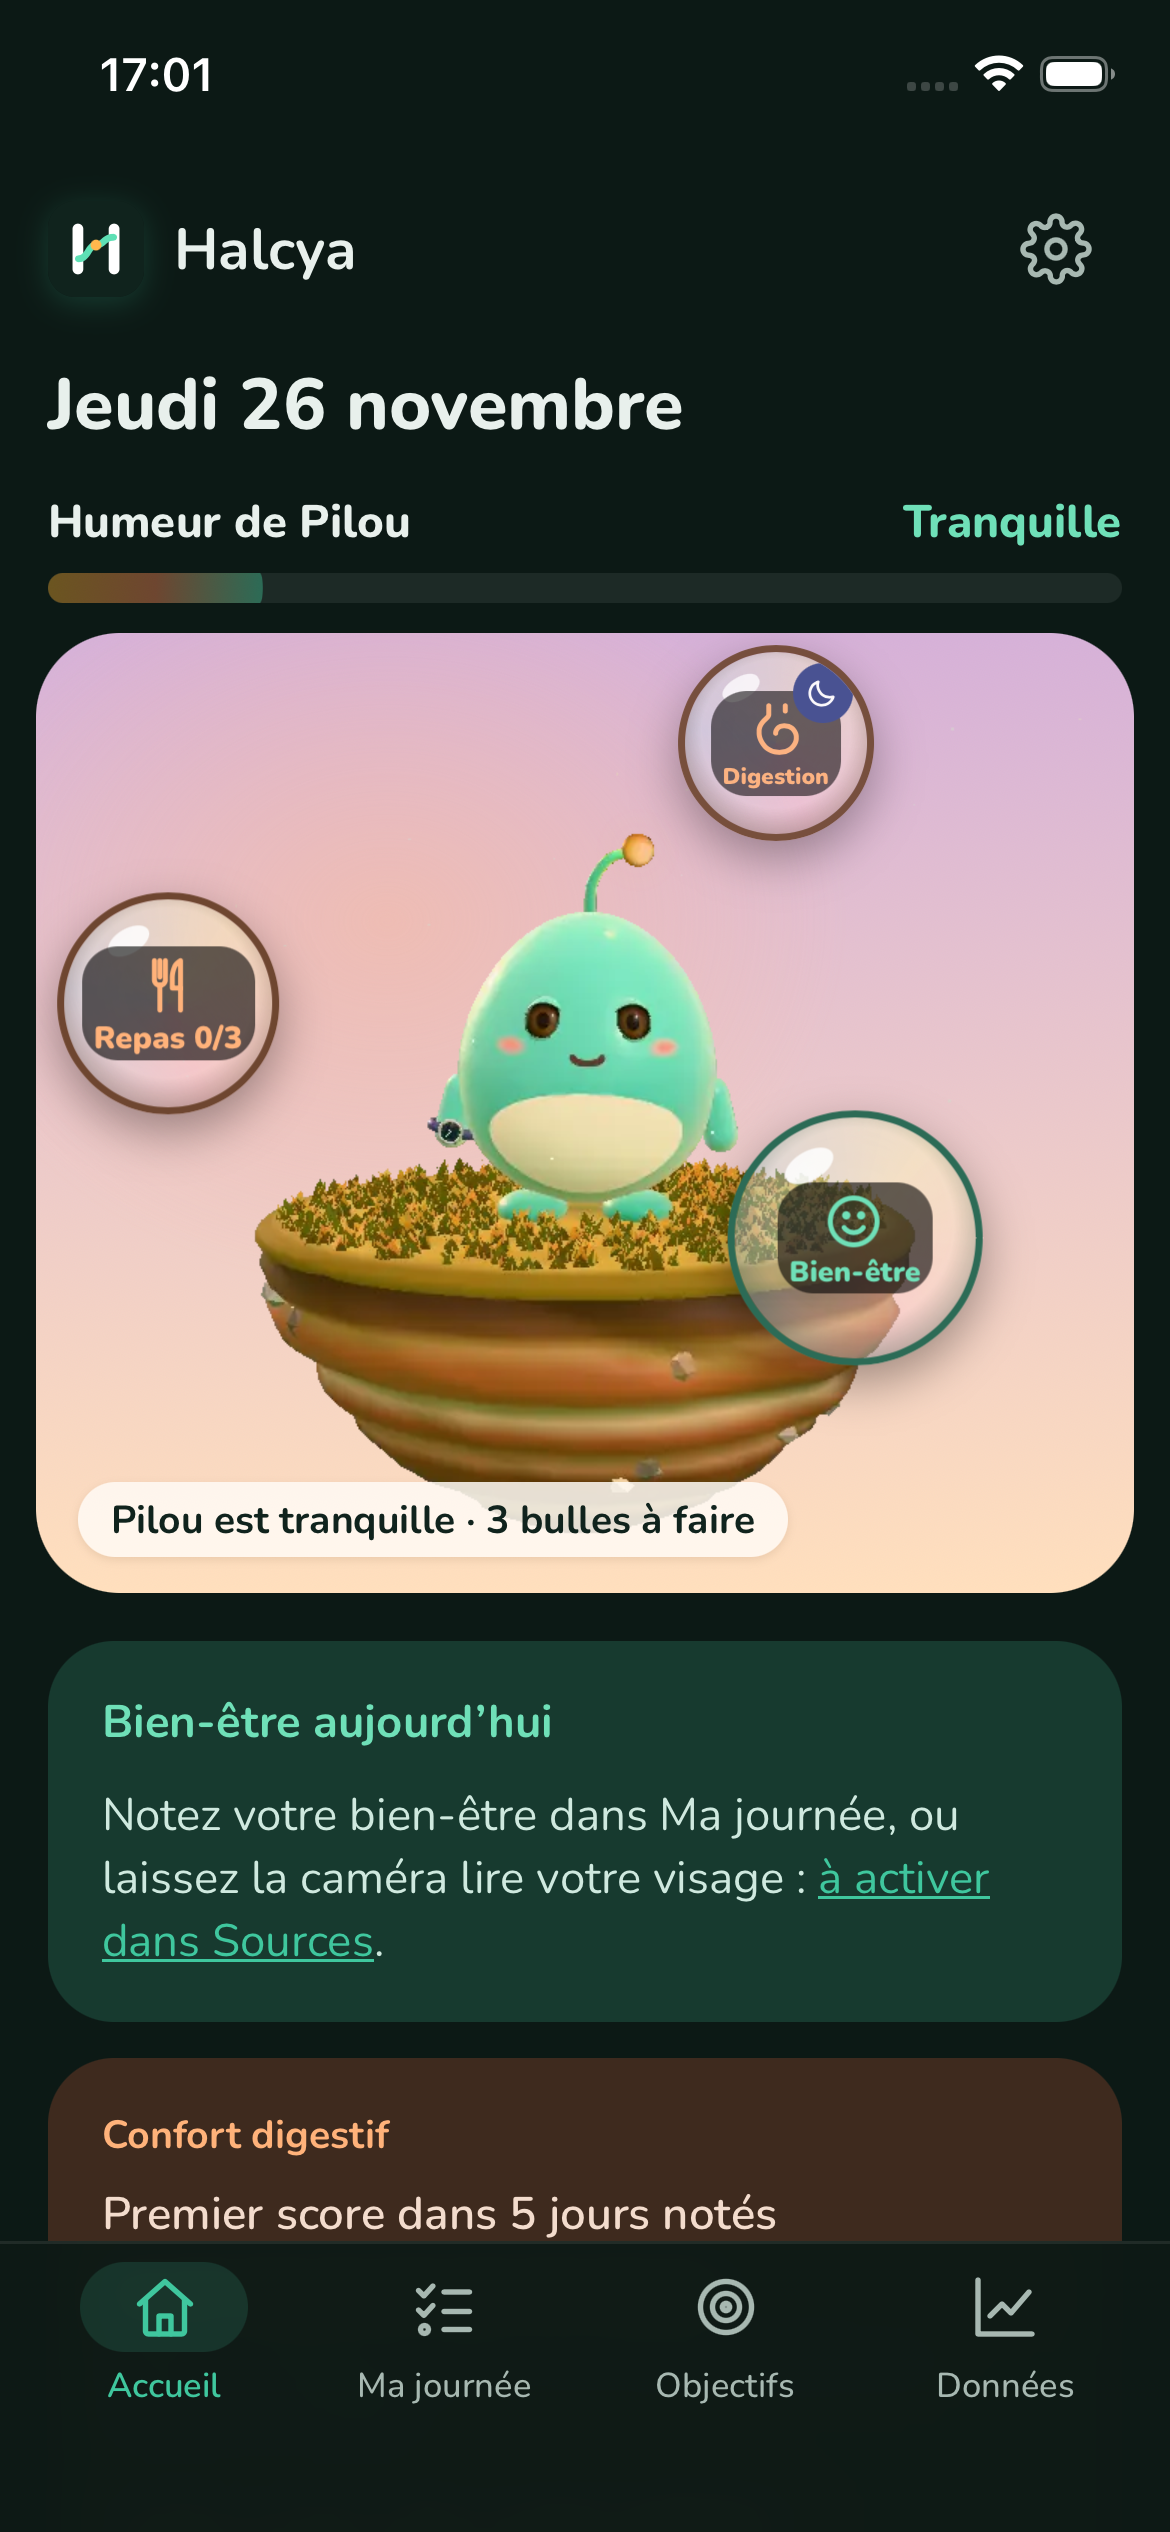 17:01
Halcya
Jeudi 26 novembre
Humeur de Pilou
Tranquille
Digestion
Repas 0/3
Bien-être
Pilou est tranquille · 3 bulles à faire
Bien-être aujourd’hui
Notez votre bien-être dans Ma journée, ou
laissez la caméra lire votre visage : à activer
dans Sources.
Confort digestif
Premier score dans 5 jours notés
Accueil
Ma journée
Objectifs
Données